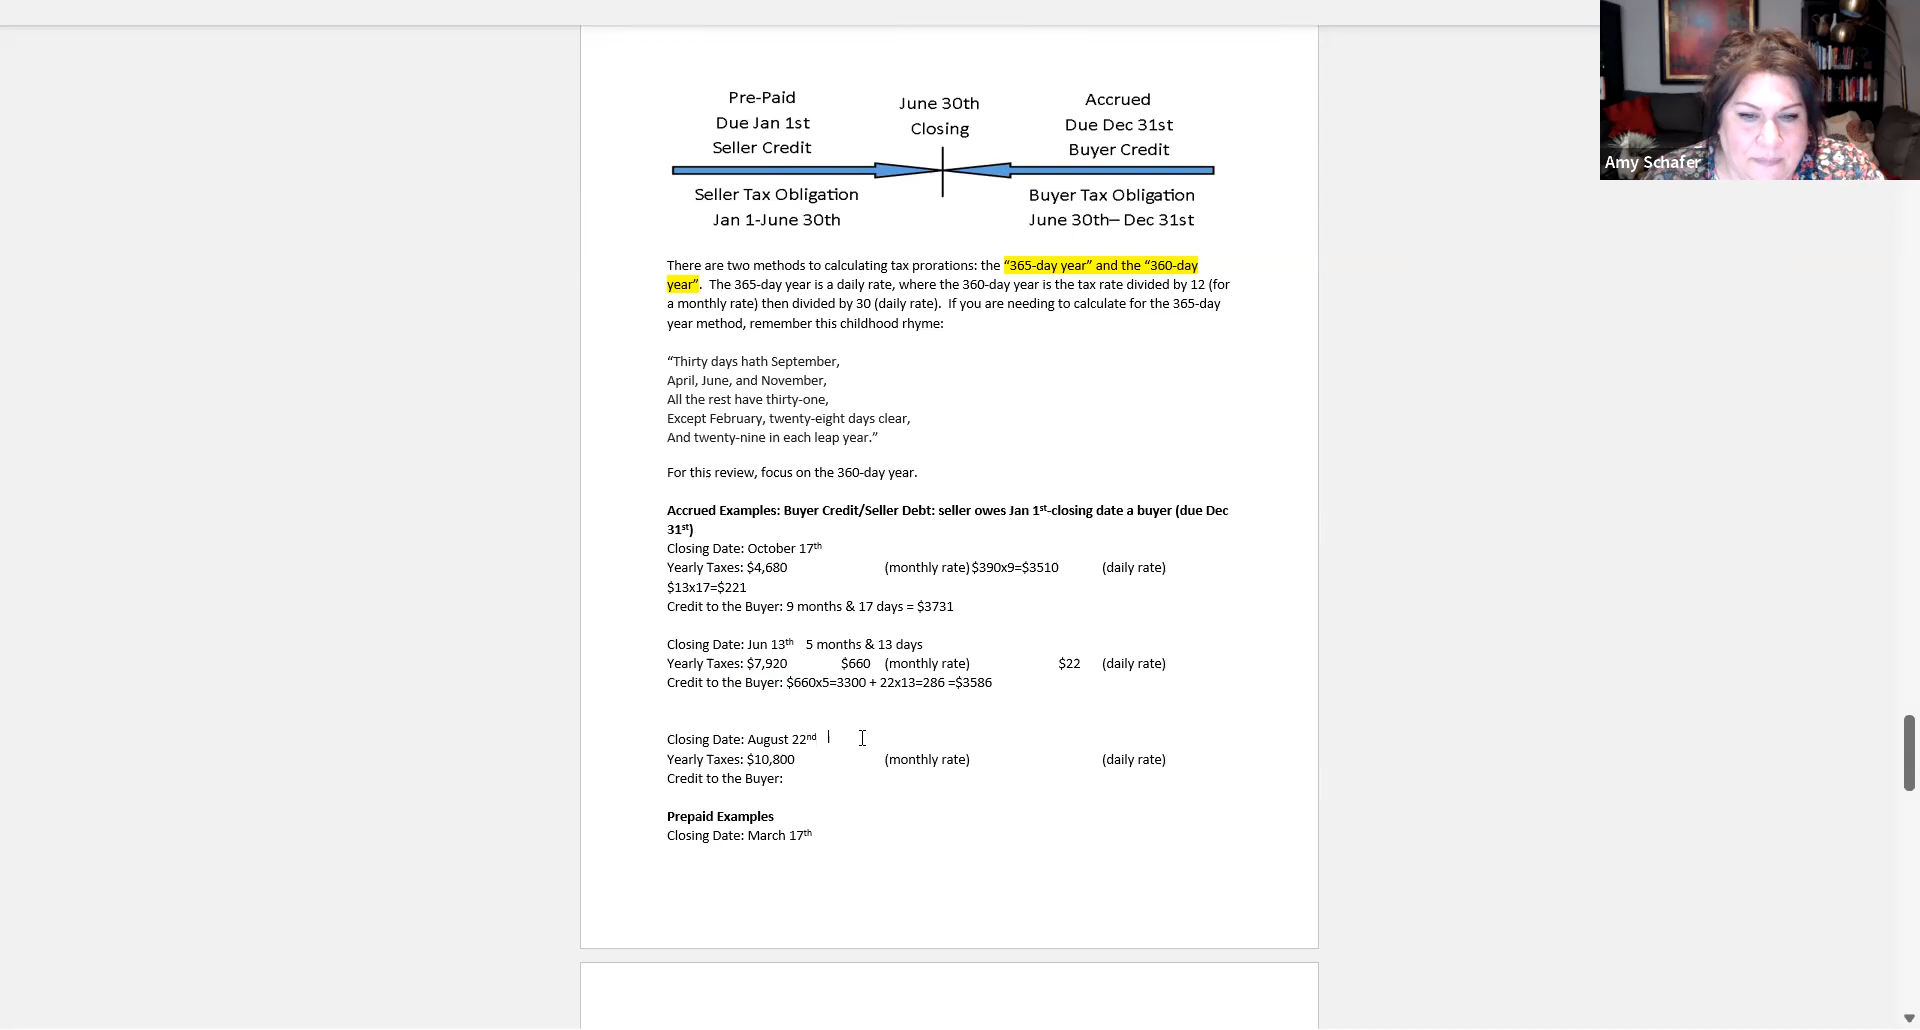 Pre-Paid
Due Jan 1st
Seller Credit
June 30th
Closing
Accrued
Due Dec 31st
Buyer Credit
Seller Tax Obligation
Jan 1-June 30th
Buyer Tax Obligation
June 30th– Dec 31st
Amy Schafer
There are two methods to calculating tax prorations: the “365-day year” and the “360-day
year”. The 365-day year is a daily rate, where the 360-day year is the tax rate divided by 12 (for
a monthly rate) then divided by 30 (daily rate). If you are needing to calculate for the 365-day
year method, remember this childhood rhyme:
“Thirty days hath September,
April, June, and November,
All the rest have thirty-one,
Except February, twenty-eight days clear,
And twenty-nine in each leap year.”
For this review, focus on the 360-day year.
Accrued Examples: Buyer Credit/Seller Debt: seller owes Jan 1st-closing date a buyer (due Dec
31st)
Closing Date: October 17th
Yearly Taxes: $4,680 (monthly rate) $390x9=$3510 (daily rate)
$13x17=$221
Credit to the Buyer: 9 months & 17 days = $3731
Closing Date: Jun 13th 5 months & 13 days
Yearly Taxes: $7,920 $660 (monthly rate) $22 (daily rate)
Credit to the Buyer: $660x5=3300 + 22x13=286 =$3586
Closing Date: August 22nd
Yearly Taxes: $10,800 (monthly rate) (daily rate)
Credit to the Buyer:
Prepaid Examples
Closing Date: March 17th